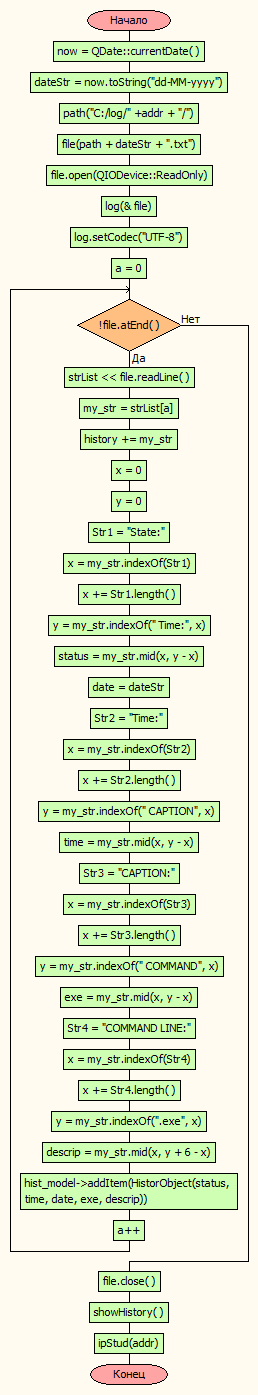 Начало
now = QDate::currentDate( )
dateStr = now.toString("dd-MM-yyyy")
path("C:/log/" +addr + "/")
file(path + dateStr + ".txt")
file.open(QIODevice::ReadOnly)
log(& file)
log.setCodec("UTF-8")
a = 0
!file.atEnd( )
Нет
Да
strList << file.readLine( )
my_str = strList[a]
history += my_str
x = 0
y = 0
Str1 = "State:"
x = my_str.indexOf(Str1)
x += Str1.length( )
y = my_str.indexOf(" Time:", x)
status = my_str.mid(x, y - x)
date = dateStr
Str2 = "Time:"
x = my_str.indexOf(Str2)
x += Str2.length( )
y = my_str.indexOf(" CAPTION", x)
time = my_str.mid(x, y - x)
Str3 = "CAPTION:"
x = my_str.indexOf(Str3)
x += Str3.length( )
y = my_str.indexOf(" COMMAND", x)
exe = my_str.mid(x, y - x)
Str4 = "COMMAND LINE:"
x = my_str.indexOf(Str4)
x += Str4.length( )
y = my_str.indexOf(".exe", x)
descrip = my_str.mid(x, y + 6 - x)
hist_model->addItem(HistorObject(status,
time, date, exe, descrip))
a++
file.close( )
showHistory( )
ipStud(addr)
Конец